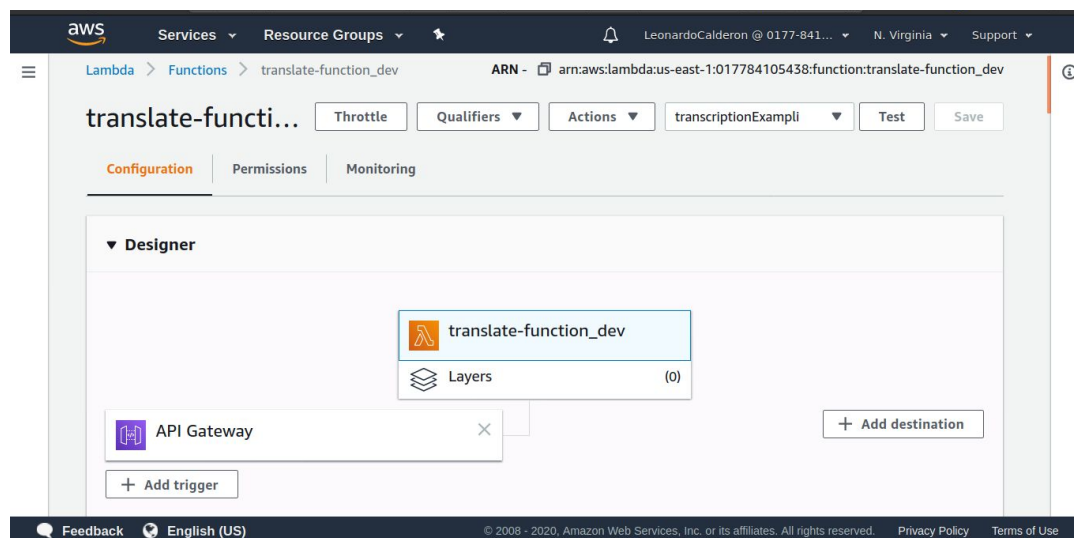 aws Services Resource Groups LeonardoCalderon @ 0177-841... N. Virginia Support
Lambda > Functions > translate-function_dev ARN - arn:aws:lambda:us-east-1:017784105438:function:translate-function_dev
translate-functi... Throttle Qualifiers Actions transcriptionExampli Test Save
Configuration Permissions Monitoring
Designer
translate-function_dev
Layers (0)
API Gateway
+ Add destination
+ Add trigger
Feedback English (US) © 2008 - 2020, Amazon Web Services, Inc. or its affiliates. All rights reserved. Privacy Policy Terms of Use